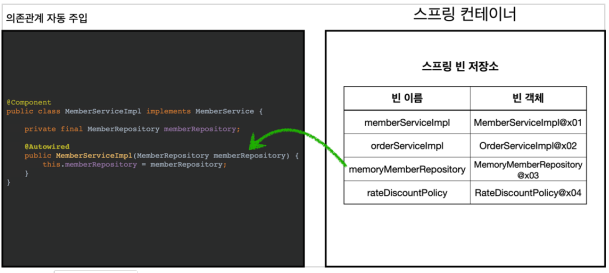 의존관계 자동 주입
@Component
public class MemberServiceImpl implements MemberService {
private final MemberRepository memberRepository;
@Autowired
public MemberServiceImpl(MemberRepository memberRepository) {
this.memberRepository = memberRepository;
}
}
스프링 컨테이너
스프링 빈 저장소
빈 이름 빈 객체
memberServiceImpl MemberServiceImpl@x01
orderServiceImpl OrderServiceImpl@x02
memoryMemberRepository MemoryMemberRepository
@x03
rateDiscountPolicy RateDiscountPolicy@x04